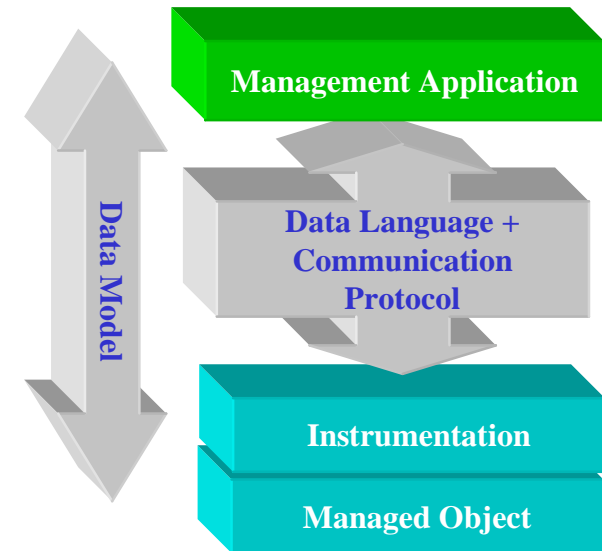 Management Application
Data Model
Data Language +
Communication
Protocol
Instrumentation
Managed Object